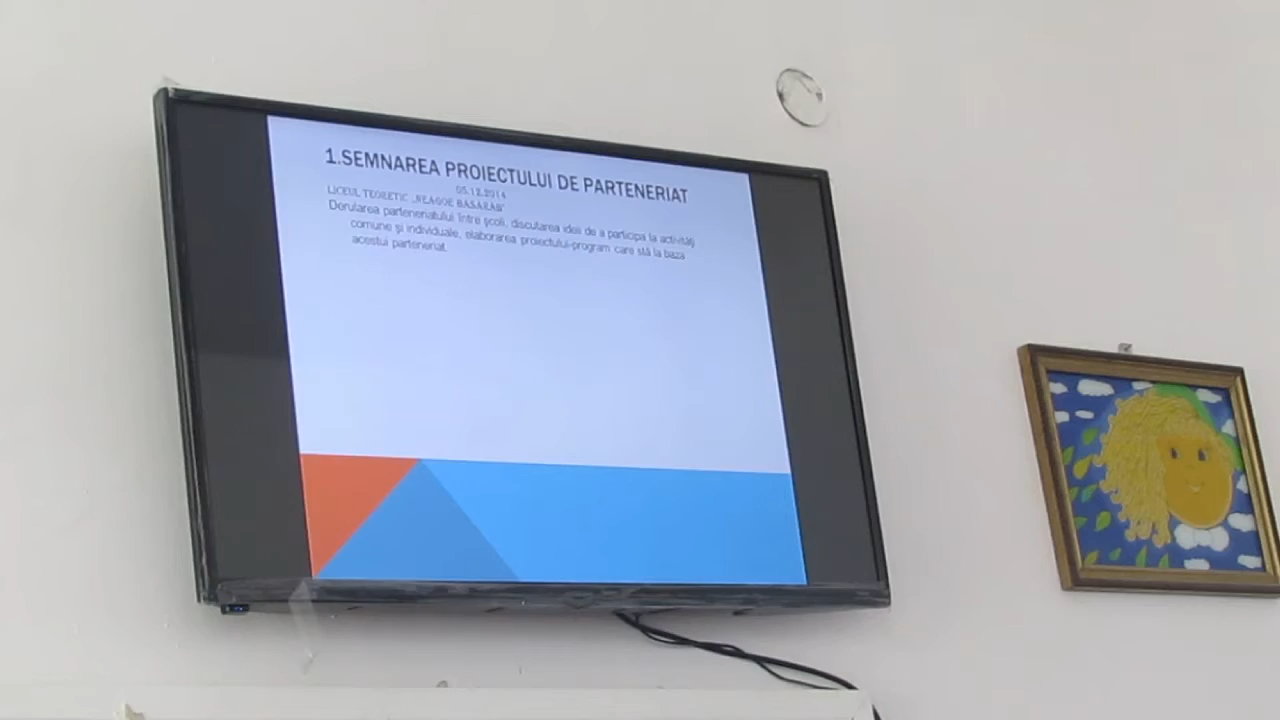 1.SEMNAREA PROIECTULUI DE PARTENERIAT
05.12.2014
LICEUL TEORETIC „NEAGOE BASARAB”
Derularea parteneriatului între școli, discutarea ideii de a participa la activități
comune și individuale, elaborarea proiectului-program care stă la baza
acestui parteneriat.